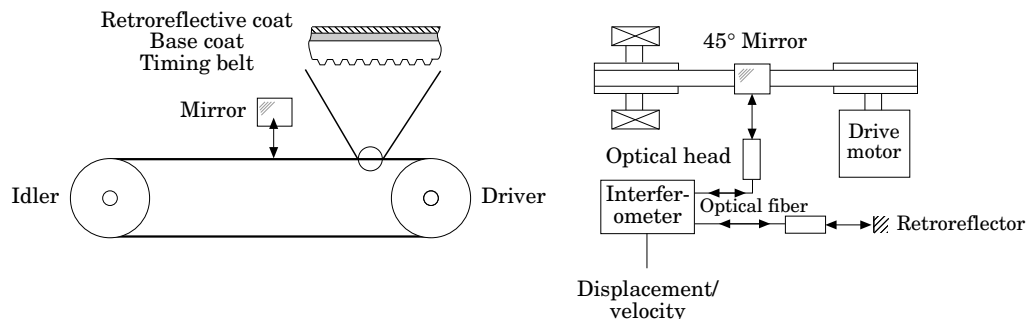 Retroreflective coat
Base coat
Timing belt
Mirror
Idler
Driver
45° Mirror
Optical head
Drive
motor
Interfer-
ometer
Optical fiber
Retroreflector
Displacement/
velocity